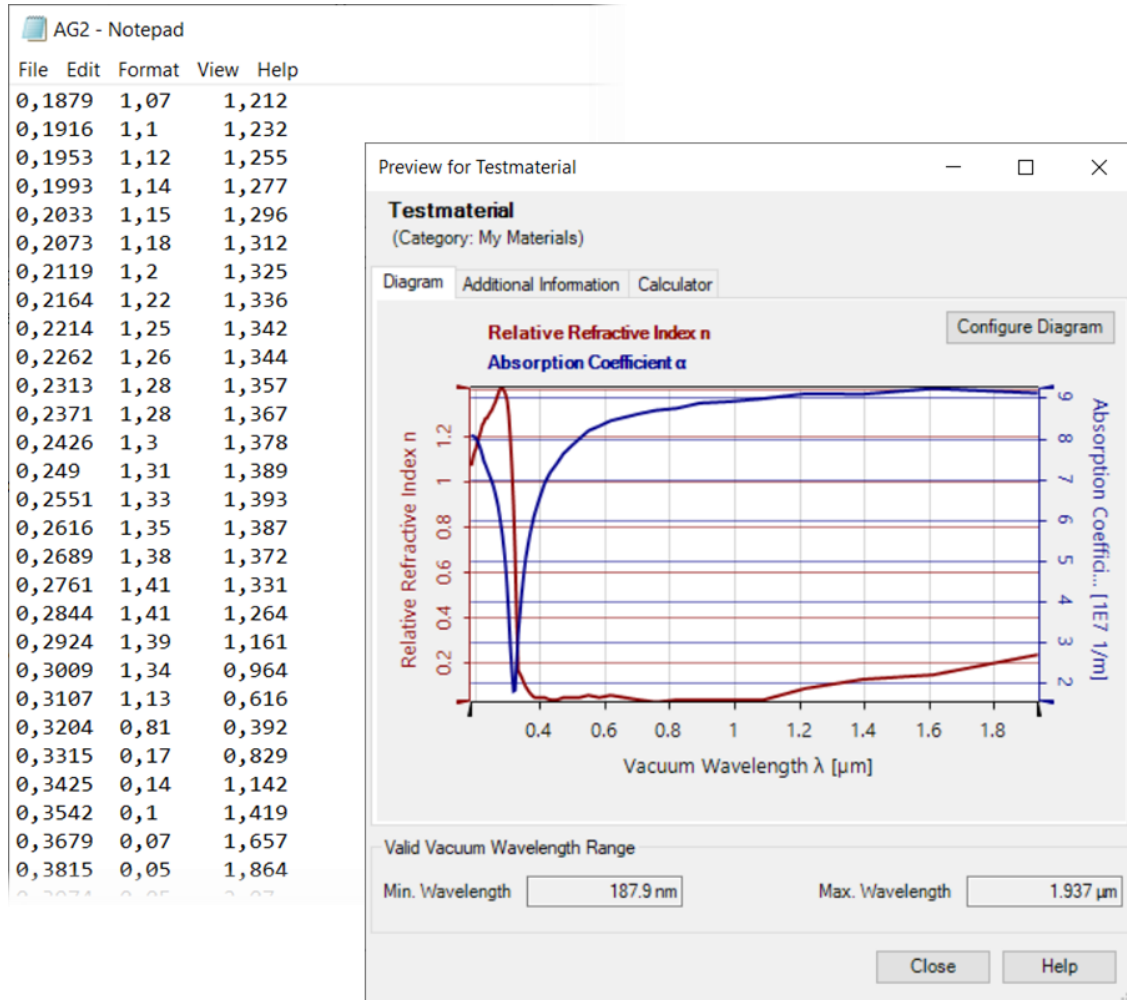 AG2 - Notepad
File Edit Format View Help
0,1879 1,07 1,212
0,1916 1,1 1,232
0,1953 1,12 1,255
0,1993 1,14 1,277
0,2033 1,15 1,296
0,2073 1,18 1,312
0,2119 1,2 1,325
0,2164 1,22 1,336
0,2214 1,25 1,342
0,2262 1,26 1,344
0,2313 1,28 1,357
0,2371 1,28 1,367
0,2426 1,3 1,378
0,249 1,31 1,389
0,2551 1,33 1,393
0,2616 1,35 1,387
0,2689 1,38 1,372
0,2761 1,41 1,331
0,2844 1,41 1,264
0,2924 1,39 1,161
0,3009 1,34 0,964
0,3107 1,13 0,616
0,3204 0,81 0,392
0,3315 0,17 0,829
0,3425 0,14 1,142
0,3542 0,1 1,419
0,3679 0,07 1,657
0,3815 0,05 1,864
Preview for Testmaterial
Testmaterial
(Category: My Materials)
Diagram Additional Information Calculator
Configure Diagram
Relative Refractive Index n
Absorption Coefficient α
Relative Refractive Index n
1.2
1
0.8
0.6
0.4
0.2
9
8
7
6
5
4
3
2
Absorption Coeffici... [1E7 1/m]
0.4 0.6 0.8 1 1.2 1.4 1.6 1.8
Vacuum Wavelength λ [µm]
Valid Vacuum Wavelength Range
Min. Wavelength 187.9 nm Max. Wavelength 1.937 µm
Close Help